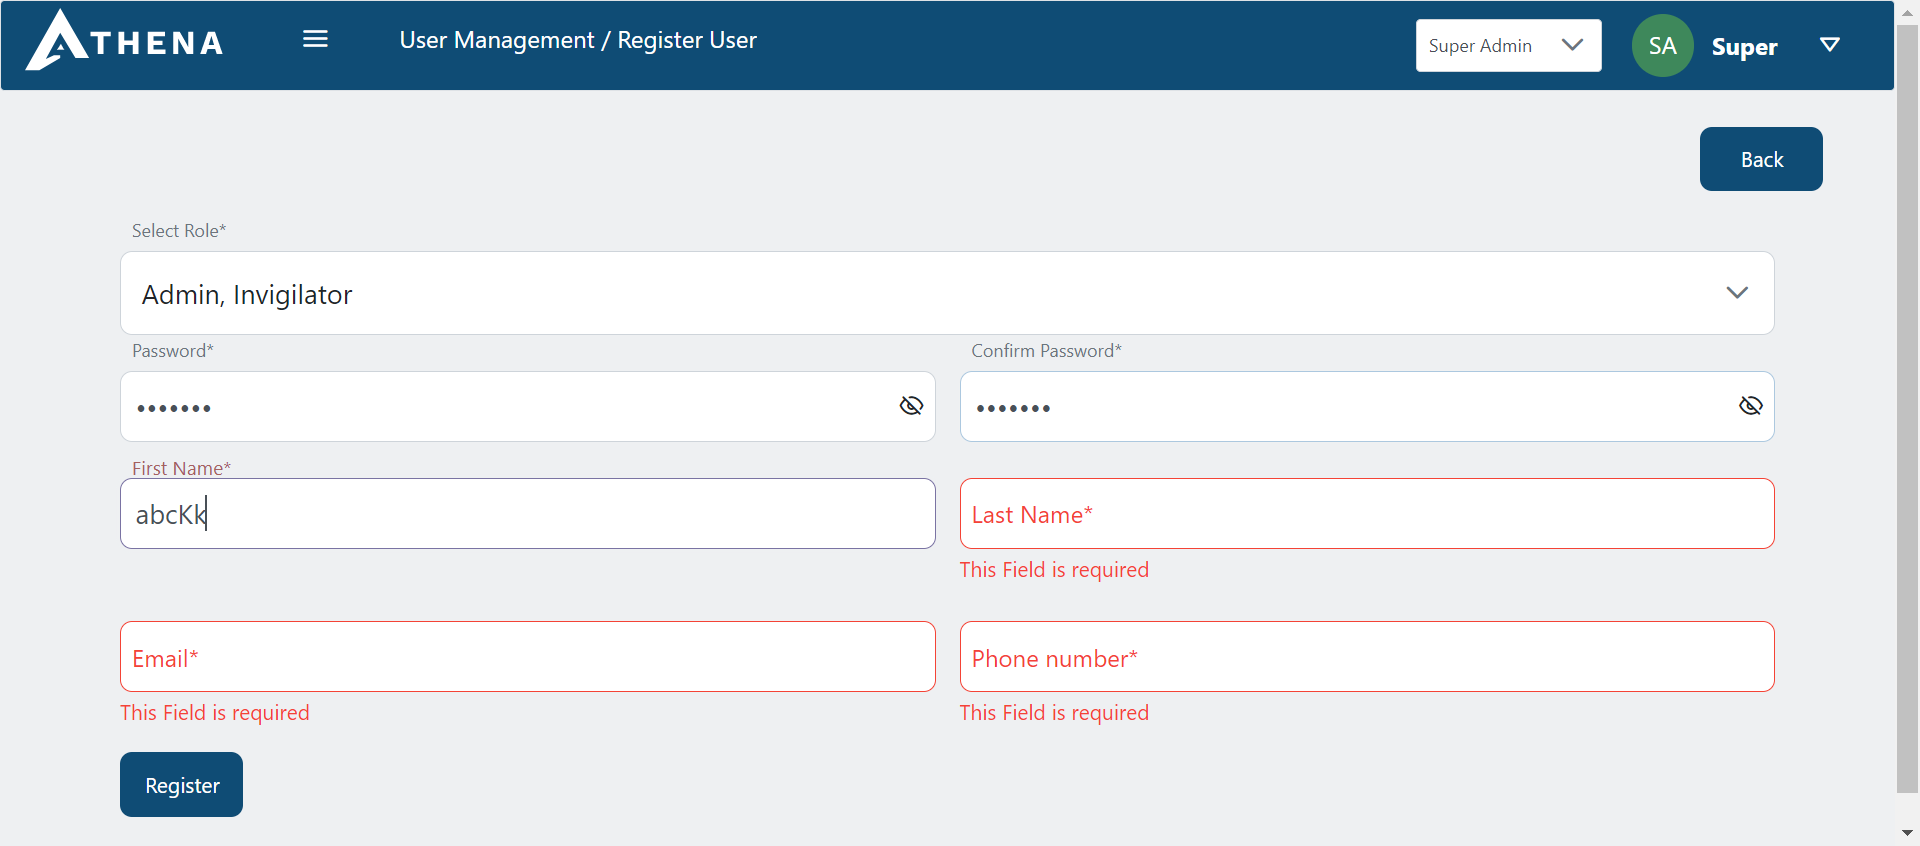 ATHENA
User Management / Register User
Super Admin
SA
Super
Back
Select Role*
Admin, Invigilator
Password*
Confirm Password*
•••••••
•••••••
First Name*
abcKk
Last Name*
This Field is required
Email*
Phone number*
This Field is required
This Field is required
Register